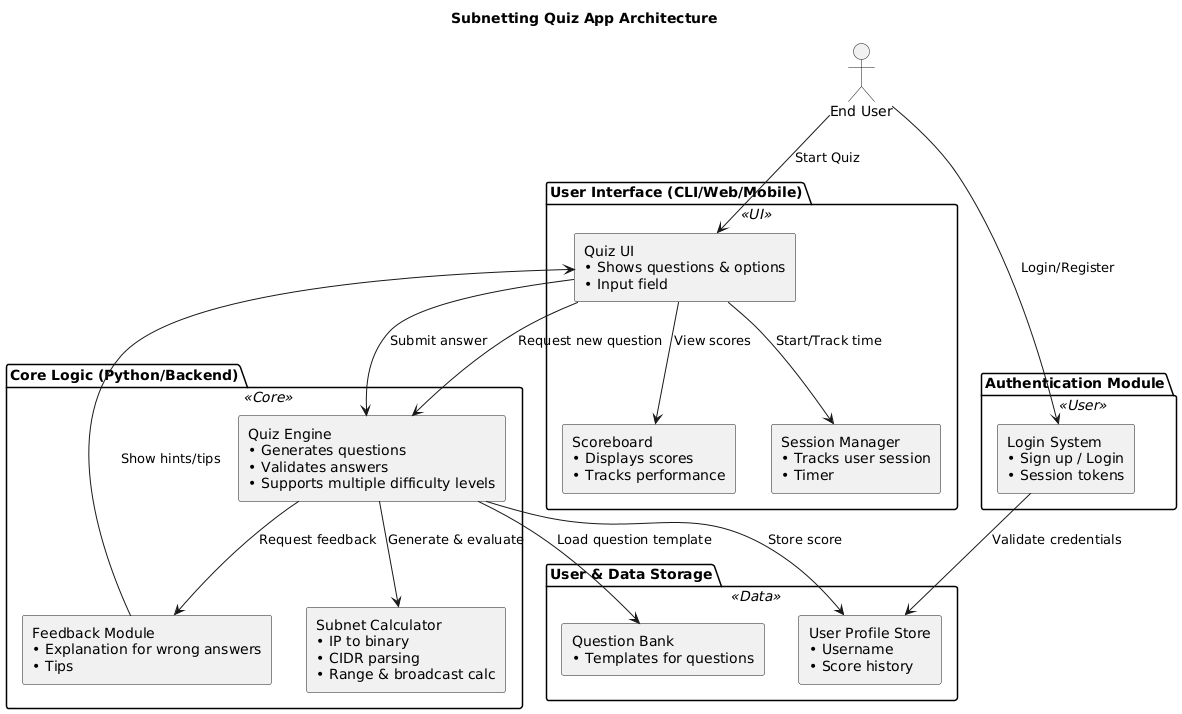 Subnetting Quiz App Architecture
End User
Start Quiz
User Interface (CLI/Web/Mobile)
«UI»
Quiz UI
• Shows questions & options
• Input field
Login/Register
Submit answer
Request new question
View scores
Start/Track time
Core Logic (Python/Backend)
«Core»
Quiz Engine
• Generates questions
• Validates answers
• Supports multiple difficulty levels
Scoreboard
• Displays scores
• Tracks performance
Session Manager
• Tracks user session
• Timer
Authentication Module
«User»
Login System
• Sign up / Login
• Session tokens
Show hints/tips
Request feedback
Generate & evaluate
Load question template
Store score
Validate credentials
Feedback Module
• Explanation for wrong answers
• Tips
Subnet Calculator
• IP to binary
• CIDR parsing
• Range & broadcast calc
User & Data Storage
«Data»
Question Bank
• Templates for questions
User Profile Store
• Username
• Score history